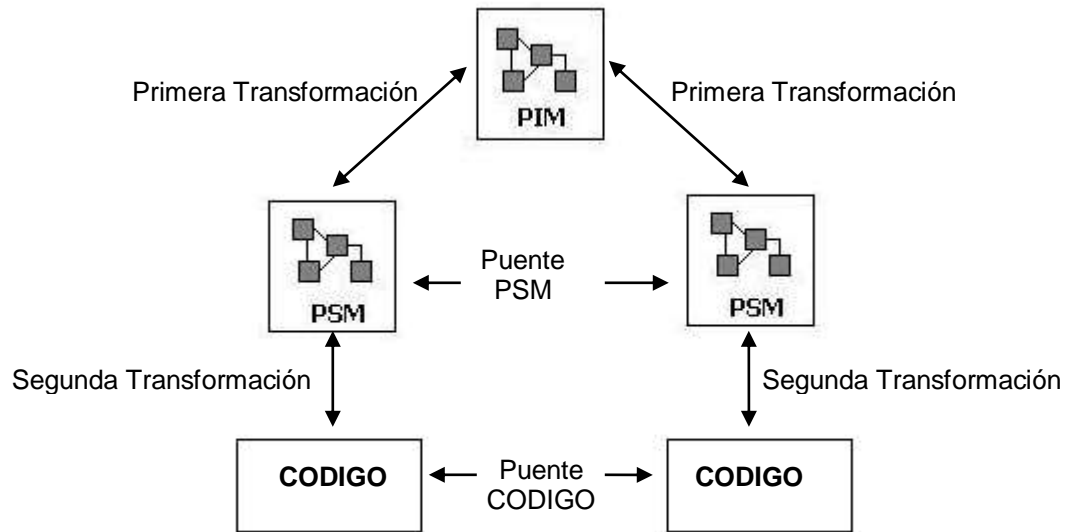 PIM
Primera Transformación
Primera Transformación
PSM
Puente
PSM
PSM
Segunda Transformación
Segunda Transformación
CODIGO
Puente
CODIGO
CODIGO